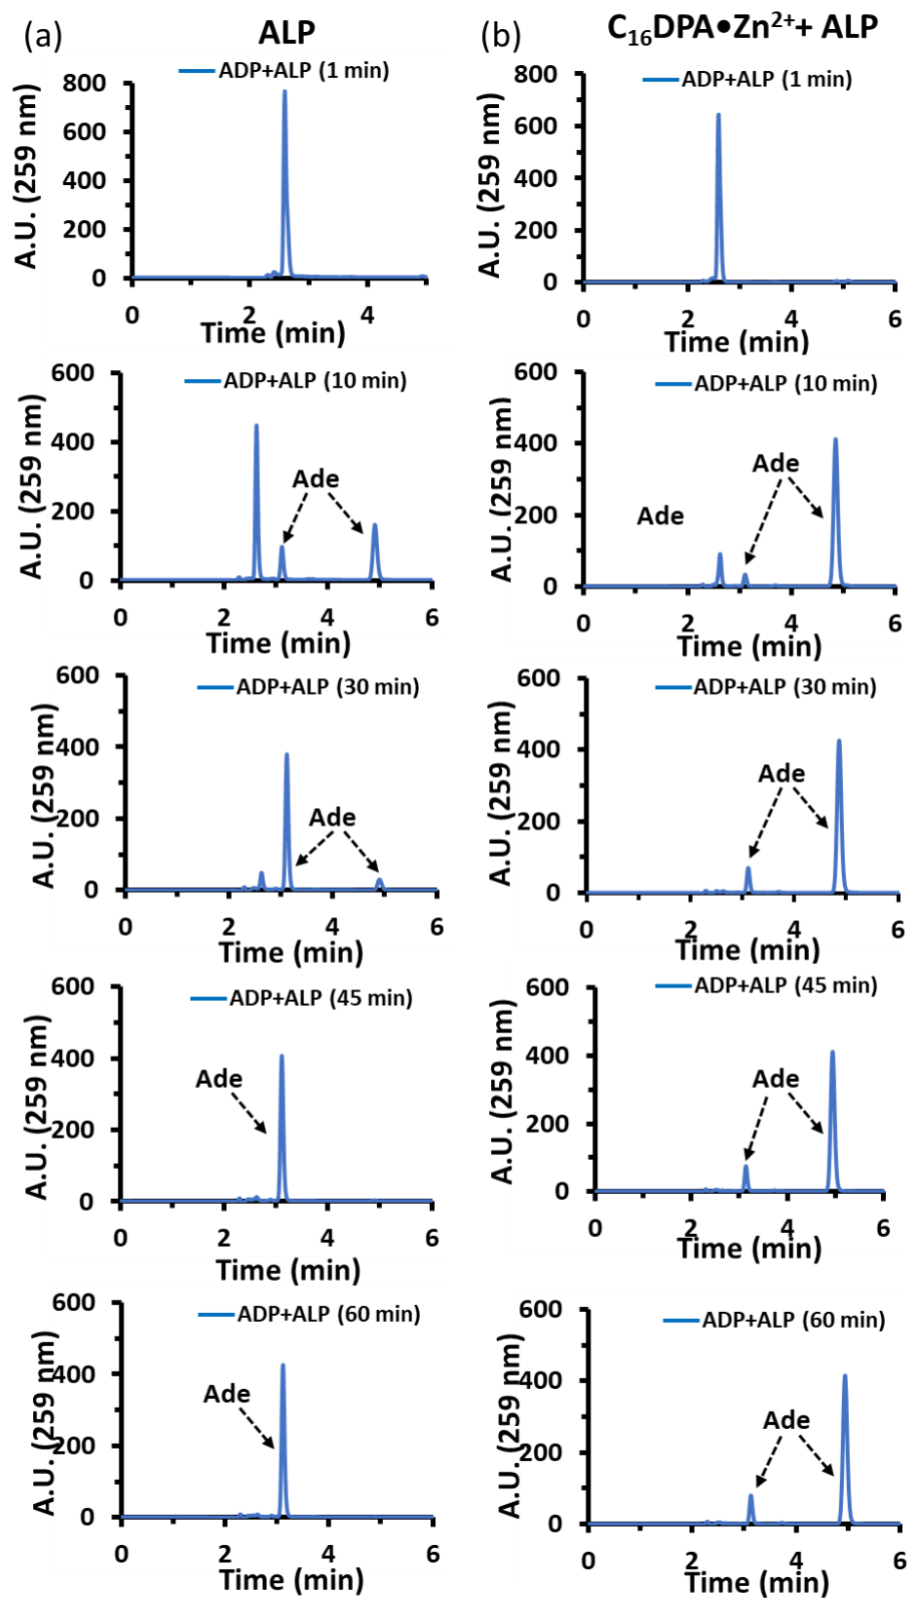 (a) ALP
ADP+ALP (1 min)
A.U. (259 nm)
800
600
400
200
0
0 2 4
Time (min)
ADP+ALP (10 min)
A.U. (259 nm)
600
400
200
0
Ade
0 2 4 6
Time (min)
ADP+ALP (30 min)
A.U. (259 nm)
600
400
200
0
Ade
0 2 4 6
Time (min)
ADP+ALP (45 min)
A.U. (259 nm)
600
400
200
0
Ade
0 2 4 6
Time (min)
ADP+ALP (60 min)
A.U. (259 nm)
600
400
200
0
Ade
0 2 4 6
Time (min)
(b) C₁₆DPA•Zn²⁺+ ALP
ADP+ALP (1 min)
A.U. (259 nm)
800
600
400
200
0
0 2 4 6
Time (min)
ADP+ALP (10 min)
A.U. (259 nm)
600
400
200
0
Ade
Ade
0 2 4 6
Time (min)
ADP+ALP (30 min)
A.U. (259 nm)
600
400
200
0
Ade
0 2 4 6
Time (min)
ADP+ALP (45 min)
A.U. (259 nm)
600
400
200
0
Ade
0 2 4 6
Time (min)
ADP+ALP (60 min)
A.U. (259 nm)
600
400
200
0
Ade
0 2 4 6
Time (min)